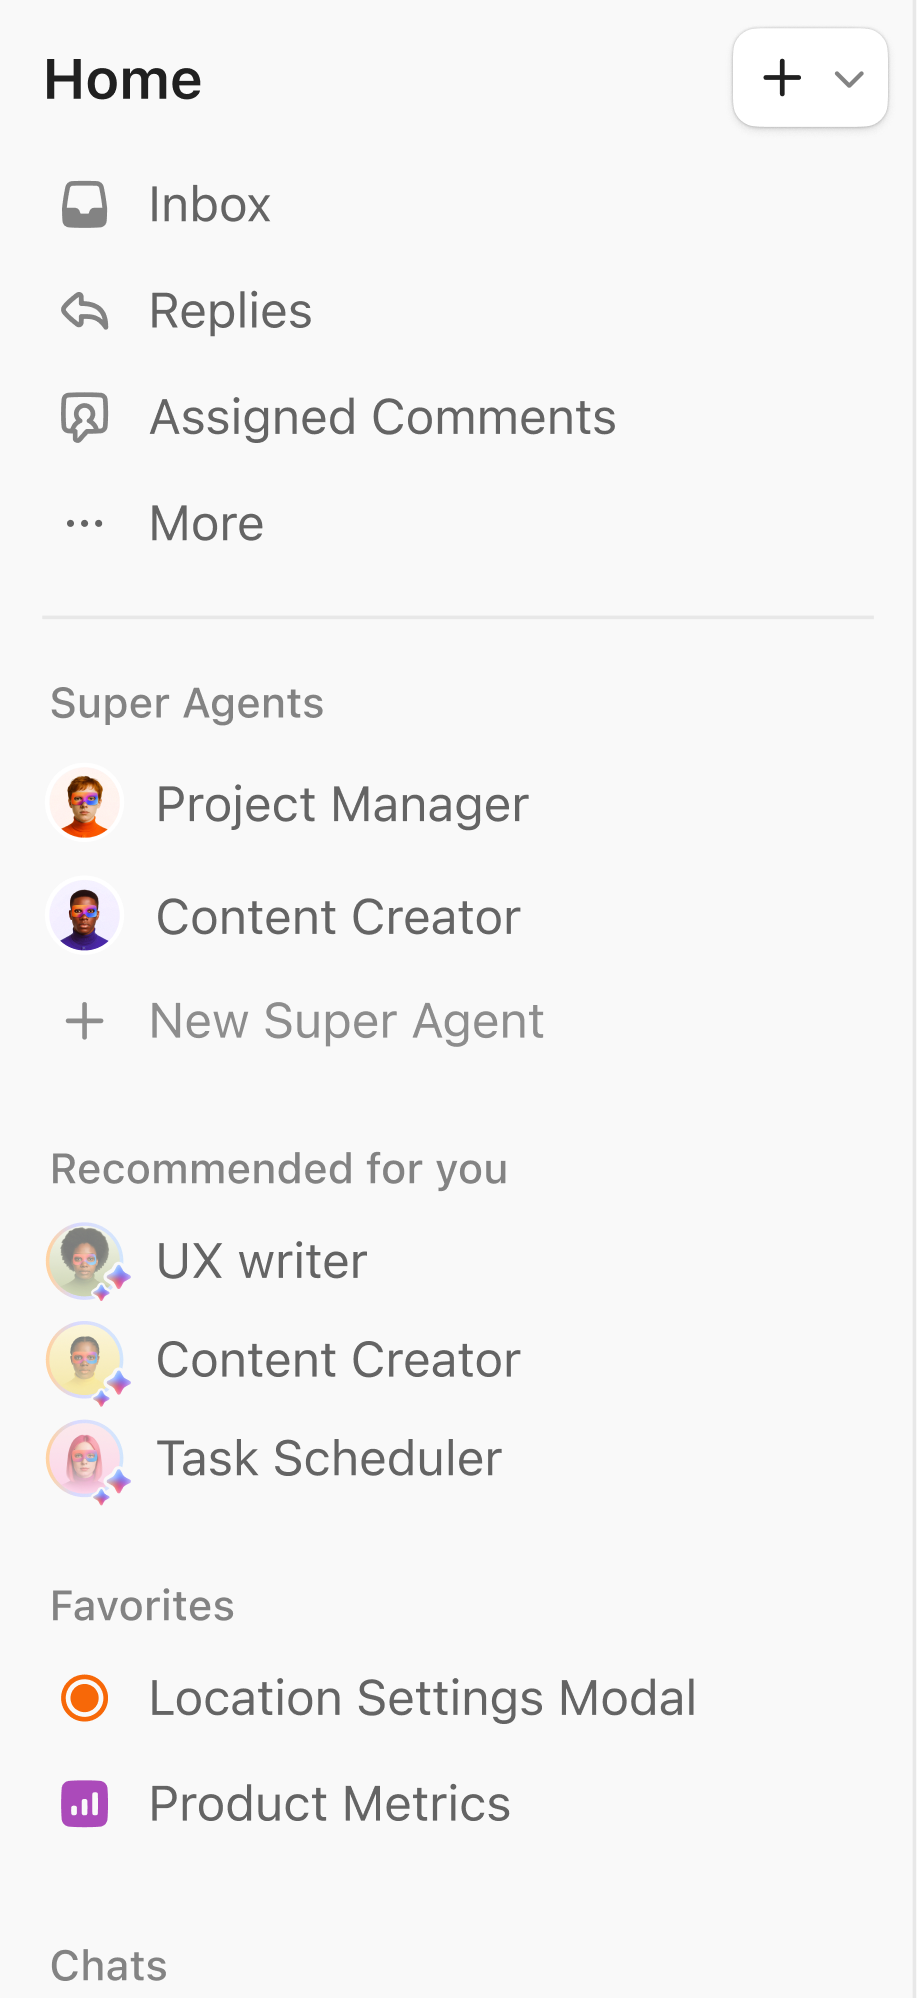 Home
Inbox
Replies
Assigned Comments
More
Super Agents
Project Manager
Content Creator
New Super Agent
Recommended for you
UX writer
Content Creator
Task Scheduler
Favorites
Location Settings Modal
Product Metrics
Chats